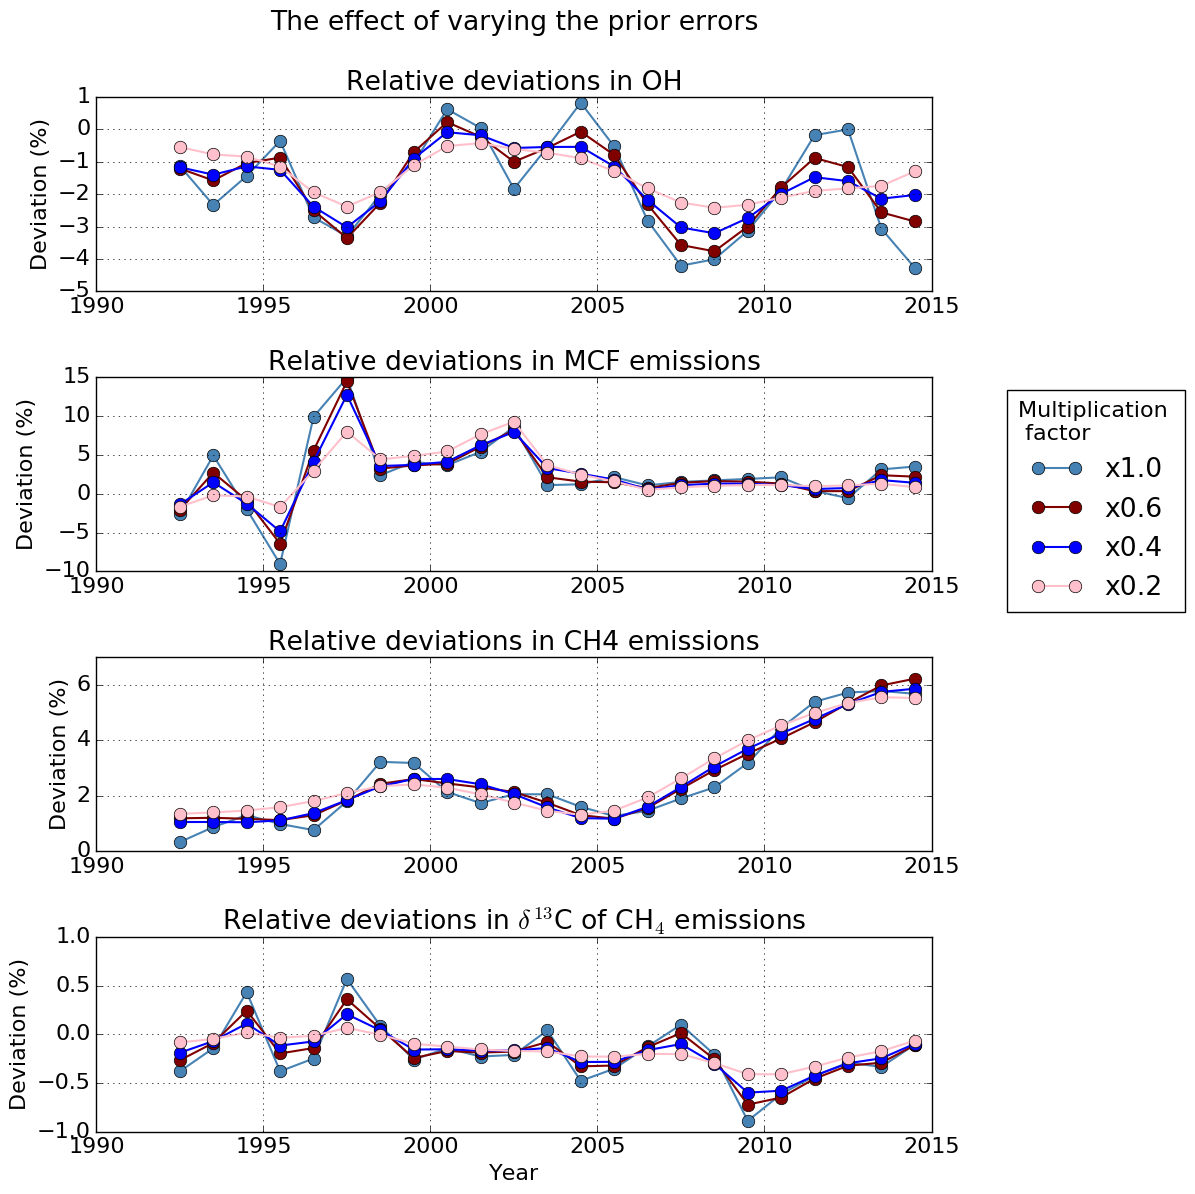 The effect of varying the prior errors
Relative deviations in OH
Deviation (%)
1
0
−1
−2
−3
−4
−5
1990 1995 2000 2005 2010 2015
Relative deviations in MCF emissions
Deviation (%)
15
10
5
0
−5
−10
1990 1995 2000 2005 2010 2015
Multiplication
factor
x1.0
x0.6
x0.4
x0.2
Relative deviations in CH4 emissions
Deviation (%)
6
4
2
0
1990 1995 2000 2005 2010 2015
Relative deviations in δ¹³C of CH₄ emissions
Deviation (%)
1.0
0.5
0.0
−0.5
−1.0
1990 1995 2000 2005 2010 2015
Year